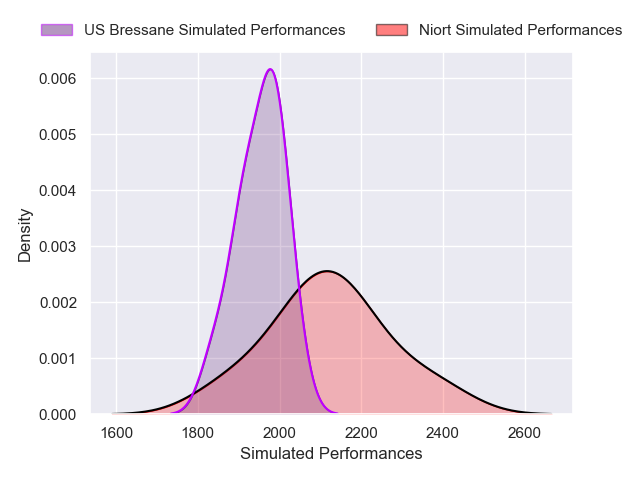 US Bressane Simulated Performances
Niort Simulated Performances
0.006
0.005
0.004
0.003
0.002
0.001
0.000
Density
1600 1800 2000 2200 2400 2600
Simulated Performances